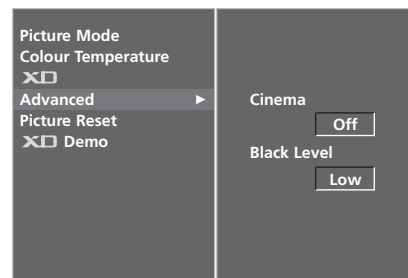 Picture Mode
Colour Temperature
XD
Advanced ►
Picture Reset
XD Demo
Cinema
Off
Black Level
Low